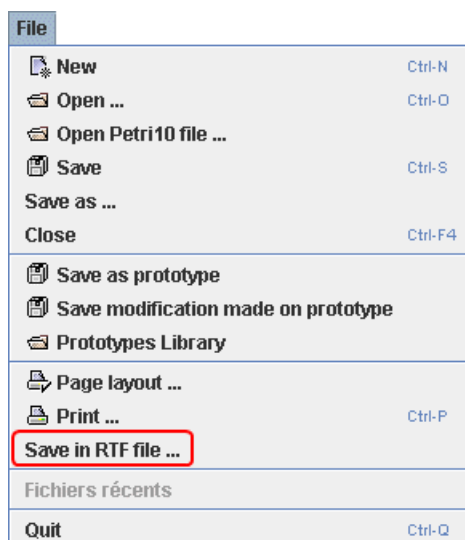 File
New Ctrl-N
Open ... Ctrl-O
Open Petri10 file ...
Save Ctrl-S
Save as ...
Close Ctrl-F4
Save as prototype
Save modification made on prototype
Prototypes Library
Page layout ...
Print ... Ctrl-P
Save in RTF file ...
Fichiers récents
Quit Ctrl-Q